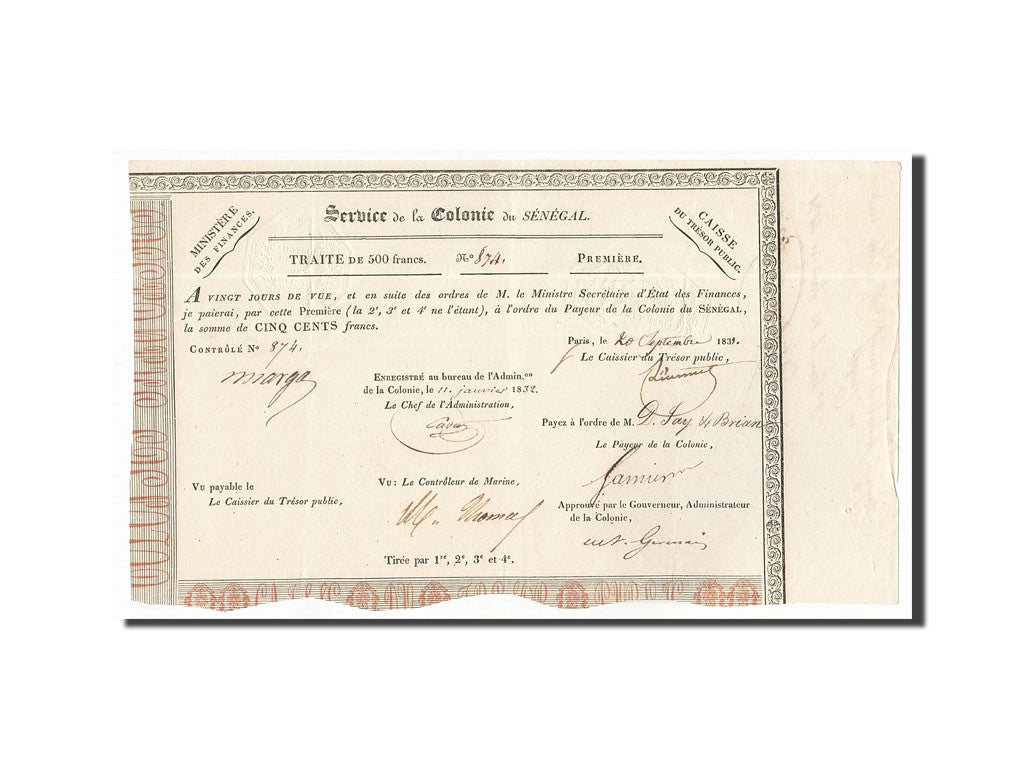 MINISTÈRE
DES FINANCES.
Service de la Colonie du SÉNÉGAL.
CAISSE
DU TRÉSOR PUBLIC.
TRAITE DE 500 francs. N° 874. PREMIÈRE.
A VINGT JOURS DE VUE, et en suite des ordres de M. le Ministre Secrétaire d'État des Finances,
je paierai, par cette Première (la 2e, 3e et 4e ne l'étant), à l'ordre du Payeur de la Colonie du SÉNÉGAL,
la somme de CINQ CENTS francs.
Paris, le 20 Septembre 1831.
CONTRÔLÉ N° 874.
Le Caissier du Trésor public,
ENREGISTRÉ au bureau de l'Admin.on
de la Colonie, le 11. janvier 1832.
Le Chef de l'Administration,
Payez à l'ordre de M. D. Pay & Brian
Le Payeur de la Colonie,
VU payable le
Le Caissier du Trésor public,
VU : Le Contrôleur de Marine,
Approuvé par le Gouverneur, Administrateur
de la Colonie,
Germain
Tirée par 1re, 2e, 3e et 4e.